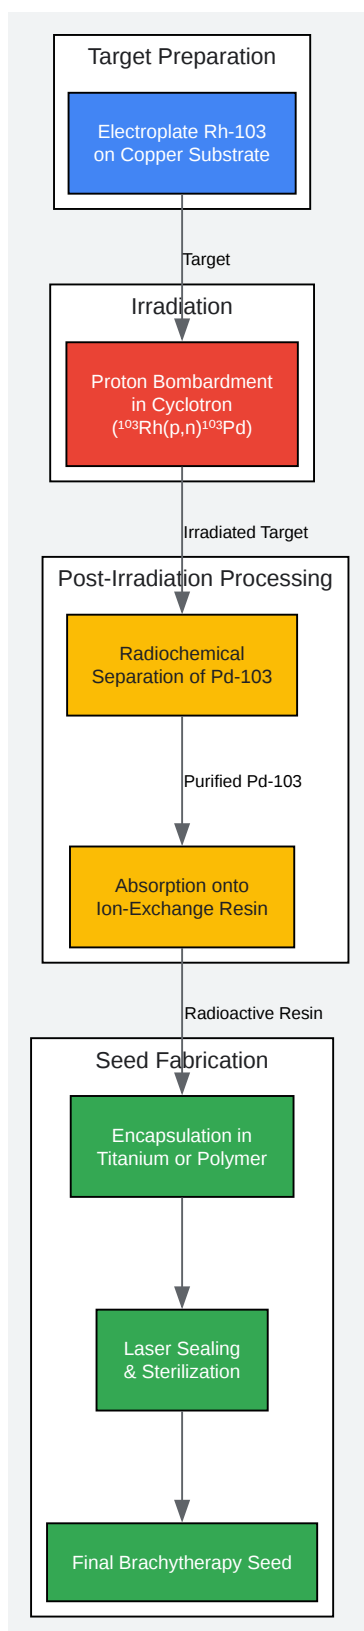 Target Preparation
Electroplate Rh-103
on Copper Substrate
Target
Irradiation
Proton Bombardment
in Cyclotron
(¹⁰³Rh(p,n)¹⁰³Pd)
Irradiated Target
Post-Irradiation Processing
Radiochemical
Separation of Pd-103
Purified Pd-103
Absorption onto
Ion-Exchange Resin
Radioactive Resin
Seed Fabrication
Encapsulation in
Titanium or Polymer
Laser Sealing
& Sterilization
Final Brachytherapy Seed